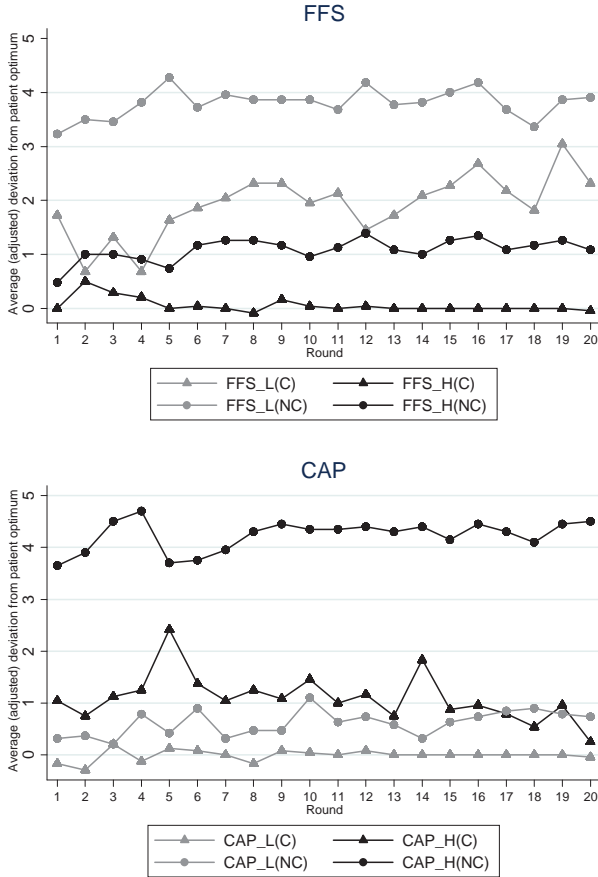 FFS
Average (adjusted) deviation from patient optimum
5
4
3
2
1
0
1 2 3 4 5 6 7 8 9 10 11 12 13 14 15 16 17 18 19 20
Round
FFS_L(C) FFS_H(C)
FFS_L(NC) FFS_H(NC)
CAP
Average (adjusted) deviation from patient optimum
5
4
3
2
1
0
1 2 3 4 5 6 7 8 9 10 11 12 13 14 15 16 17 18 19 20
Round
CAP_L(C) CAP_H(C)
CAP_L(NC) CAP_H(NC)